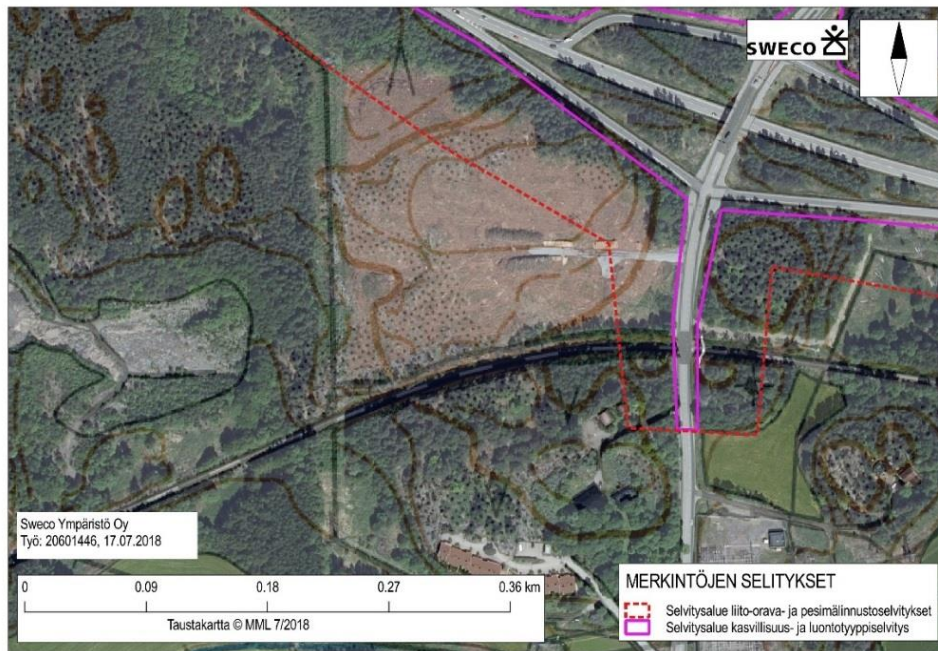 SWECO
Sweco Ympäristö Oy
Työ: 20601446, 17.07.2018
0 0.09 0.18 0.27 0.36 km
Taustakartta © MML 7/2018
MERKINTÖJEN SELITYKSET
Selvitysalue liito-orava- ja pesimälinnustoselvitykset
Selvitysalue kasvillisuus- ja luontotyyppiselvitys